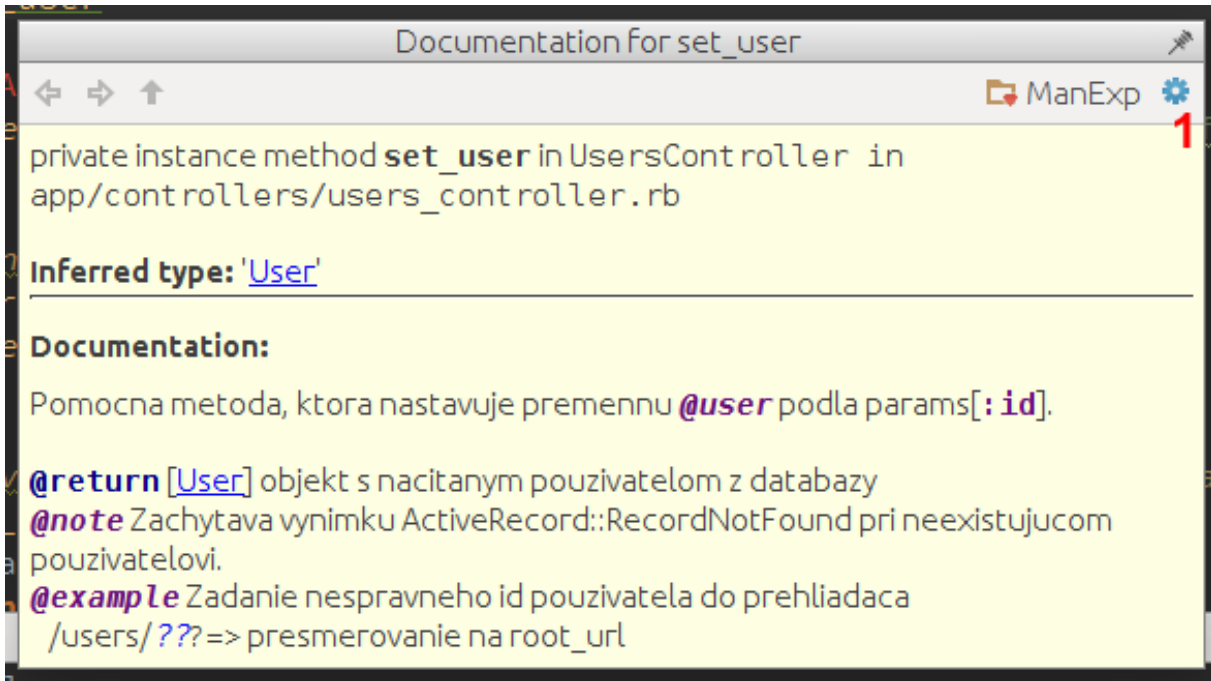 Documentation for set_user
ManExp
1
private instance method set_user in UsersController in
app/controllers/users_controller.rb
Inferred type: 'User'
Documentation:
Pomocna metoda, ktora nastavuje premennu @user podla params[:id].
@return [User] objekt s nacitanym pouzivatelom z databazy
@note Zachytava vynimku ActiveRecord::RecordNotFound pri neexistujucom
pouzivatelovi.
@example Zadanie nespravneho id pouzivatela do prehliadaca
/users/???=> presmerovanie na root_url